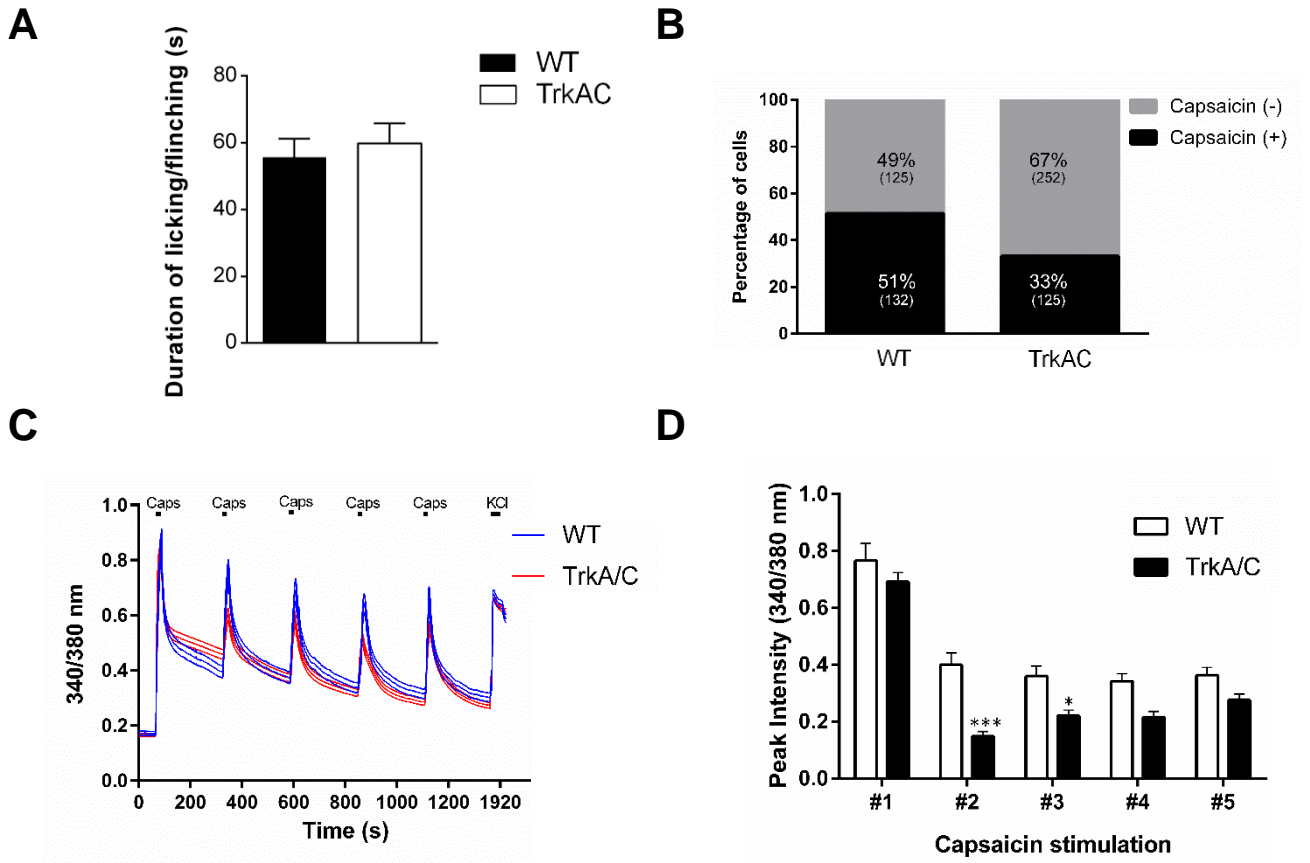 A
Duration of licking/flinching (s)
80
60
40
20
0
WT
TrkAC
B
Percentage of cells
100
80
60
40
20
0
49%
(125)
67%
(252)
51%
(132)
33%
(125)
WT
TrkAC
Capsaicin (-)
Capsaicin (+)
C
340/380 nm
1.0
0.8
0.6
0.4
0.2
0.0
Caps Caps Caps Caps Caps KCl
WT
TrkA/C
0 200 400 600 800 1000 1200 1920
Time (s)
D
Peak Intensity (340/380 nm)
1.0
0.8
0.6
0.4
0.2
0.0
WT
TrkA/C
***
*
#1 #2 #3 #4 #5
Capsaicin stimulation